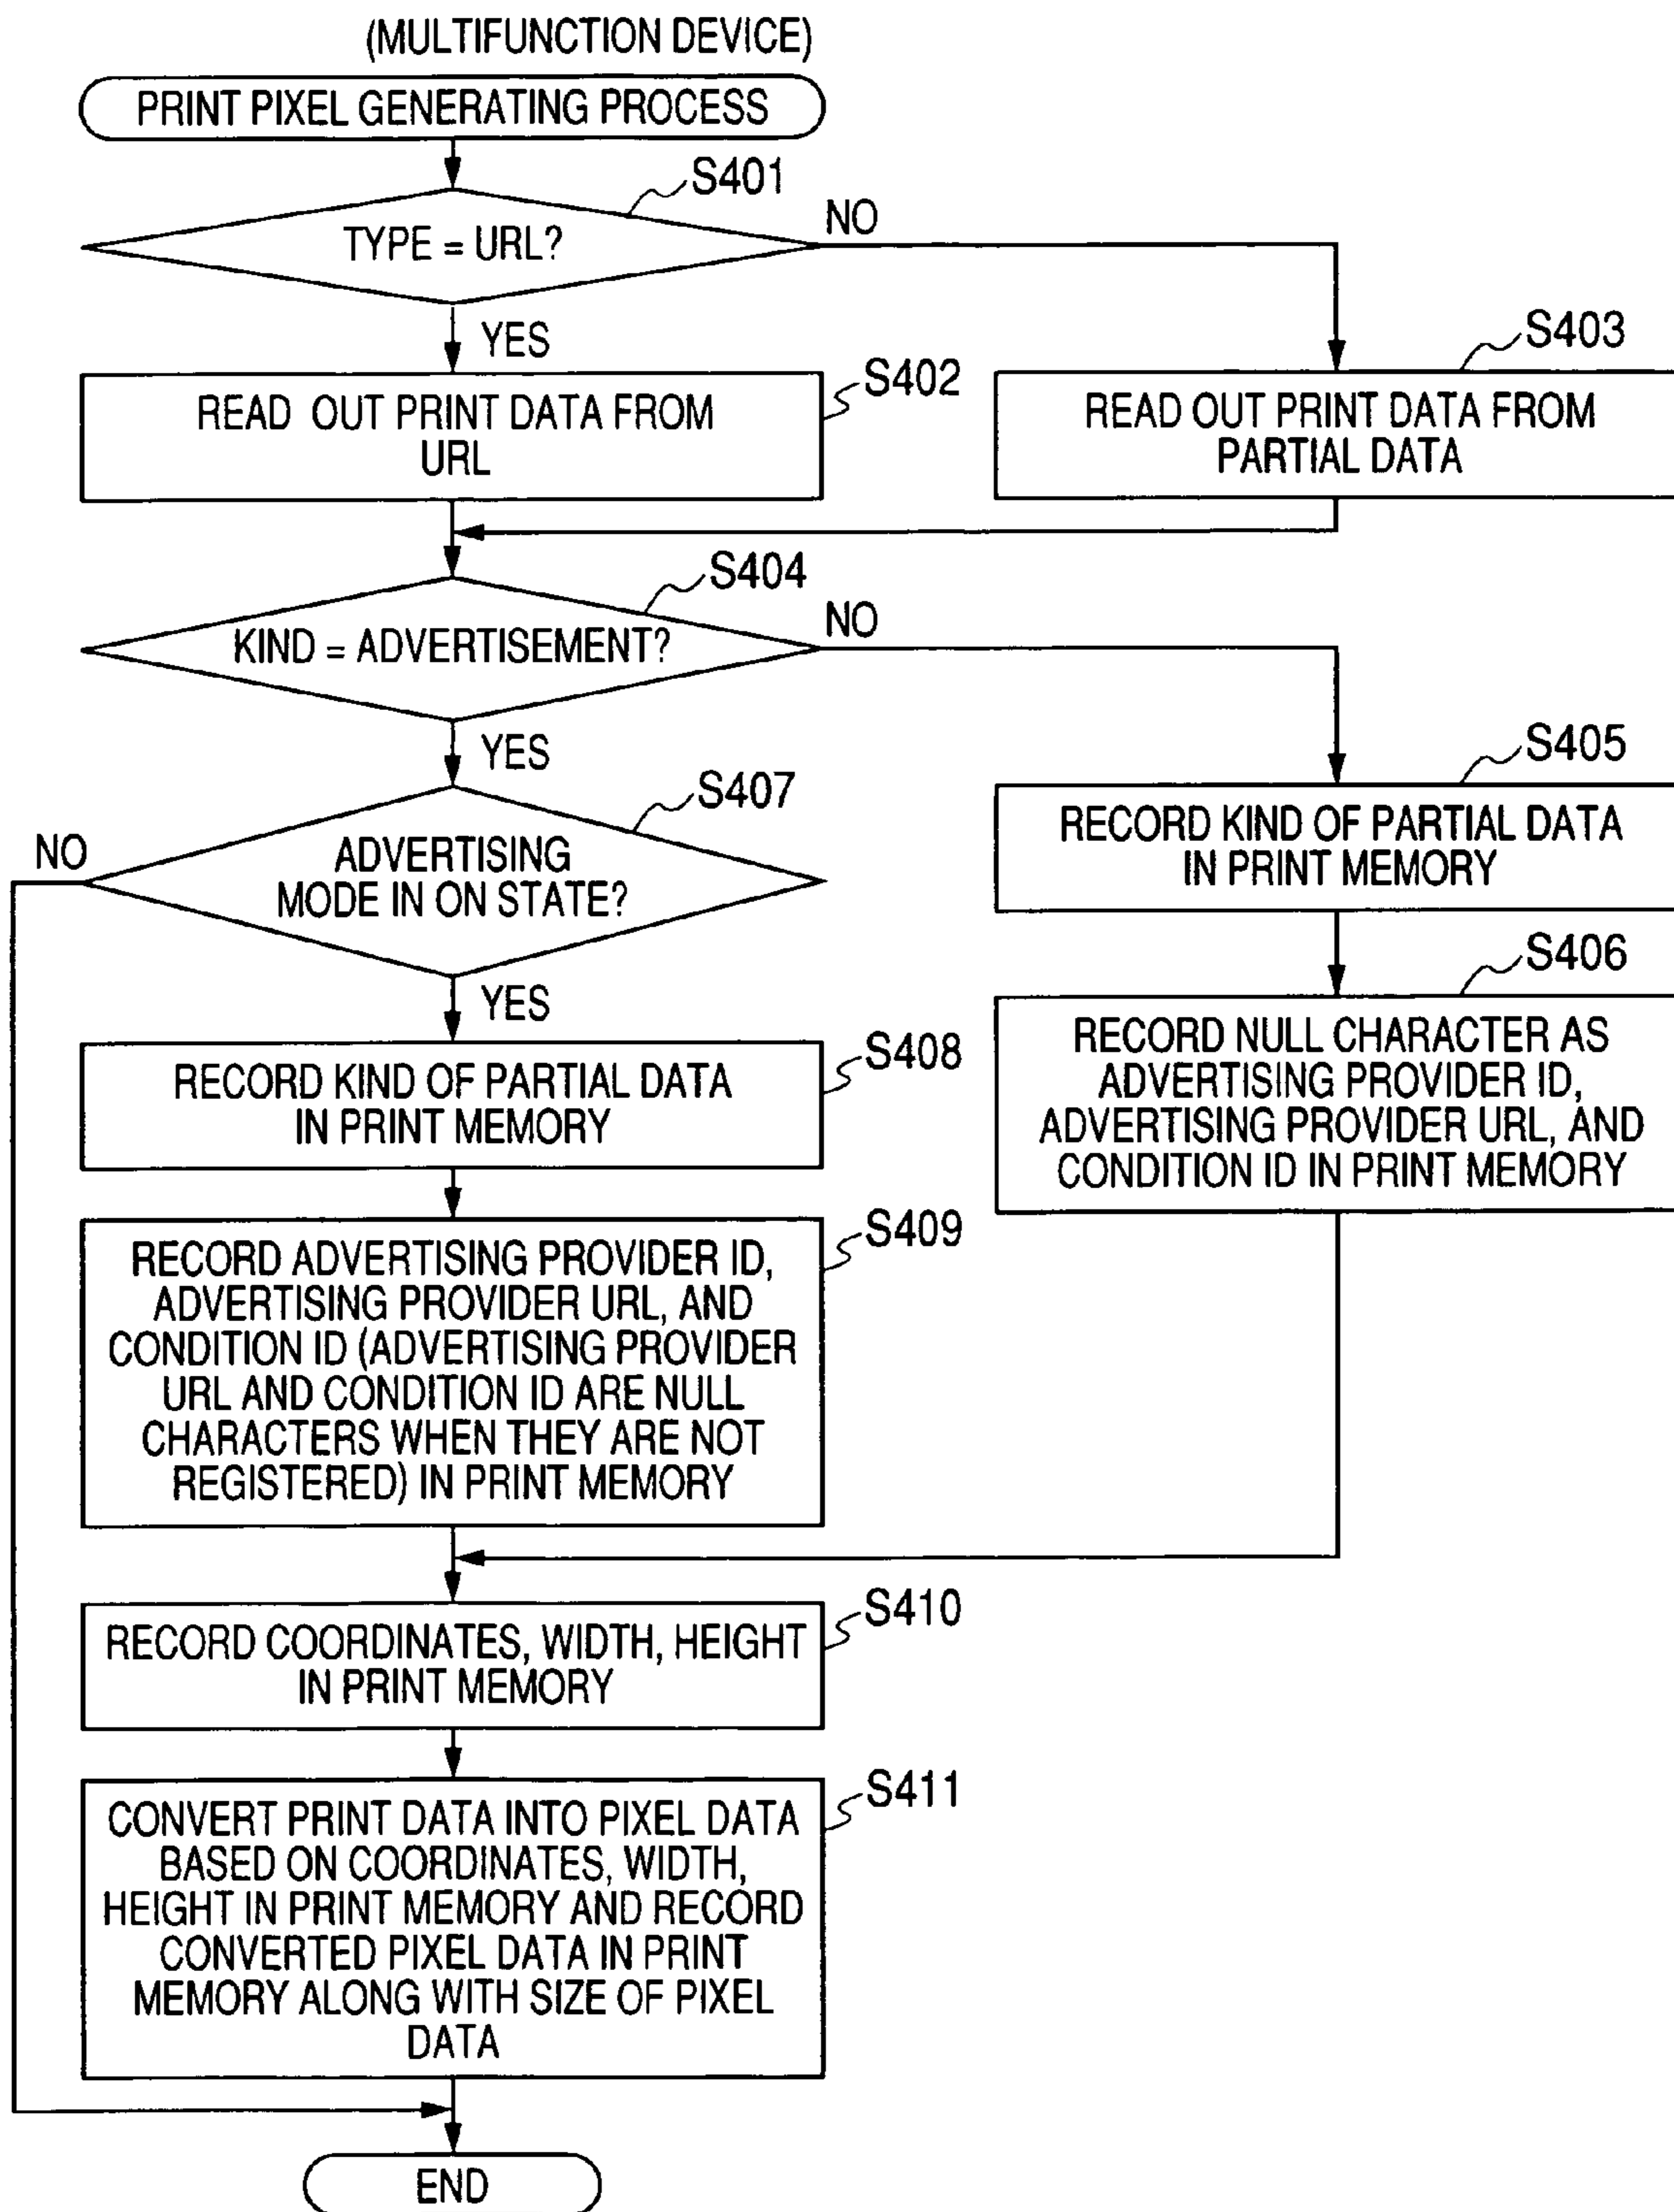 (MULTIFUNCTION DEVICE)
PRINT PIXEL GENERATING PROCESS
S401
TYPE = URL?
NO
YES
S402
READ OUT PRINT DATA FROM
URL
S403
READ OUT PRINT DATA FROM
PARTIAL DATA
S404
KIND = ADVERTISEMENT?
NO
YES
S405
RECORD KIND OF PARTIAL DATA
IN PRINT MEMORY
S406
RECORD NULL CHARACTER AS
ADVERTISING PROVIDER ID,
ADVERTISING PROVIDER URL, AND
CONDITION ID IN PRINT MEMORY
S407
NO
ADVERTISING
MODE IN ON STATE?
YES
S408
RECORD KIND OF PARTIAL DATA
IN PRINT MEMORY
S409
RECORD ADVERTISING PROVIDER ID,
ADVERTISING PROVIDER URL, AND
CONDITION ID (ADVERTISING PROVIDER
URL AND CONDITION ID ARE NULL
CHARACTERS WHEN THEY ARE NOT
REGISTERED) IN PRINT MEMORY
S410
RECORD COORDINATES, WIDTH, HEIGHT
IN PRINT MEMORY
S411
CONVERT PRINT DATA INTO PIXEL DATA
BASED ON COORDINATES, WIDTH,
HEIGHT IN PRINT MEMORY AND RECORD
CONVERTED PIXEL DATA IN PRINT
MEMORY ALONG WITH SIZE OF PIXEL
DATA
END